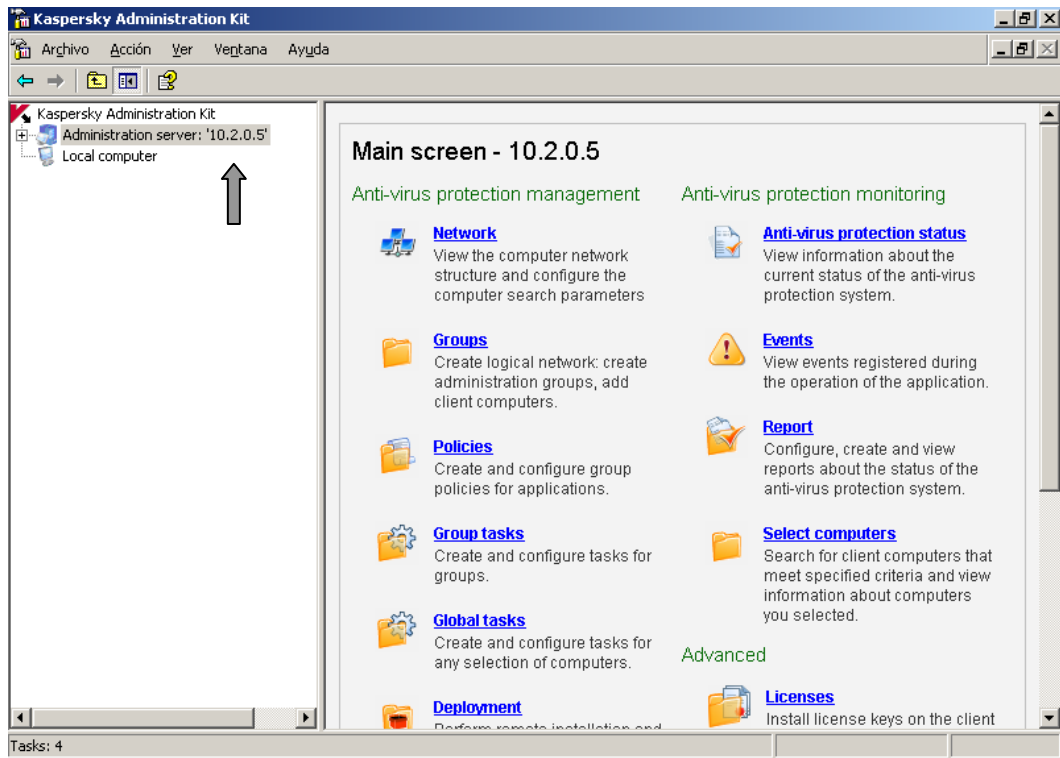 Kaspersky Administration Kit
Archivo Acción Ver Ventana Ayuda
Kaspersky Administration Kit
Administration server: '10.2.0.5'
Local computer
Main screen - 10.2.0.5
Anti-virus protection management
Network
View the computer network
structure and configure the
computer search parameters
Groups
Create logical network: create
administration groups, add
client computers.
Policies
Create and configure group
policies for applications.
Group tasks
Create and configure tasks for
groups.
Global tasks
Create and configure tasks for
any selection of computers.
Deployment
Perform remote installation and
Anti-virus protection monitoring
Anti-virus protection status
View information about the
current status of the anti-virus
protection system.
Events
View events registered during
the operation of the application.
Report
Configure, create and view
reports about the status of the
anti-virus protection system.
Select computers
Search for client computers that
meet specified criteria and view
information about computers
you selected.
Advanced
Licenses
Install license keys on the client
Tasks: 4